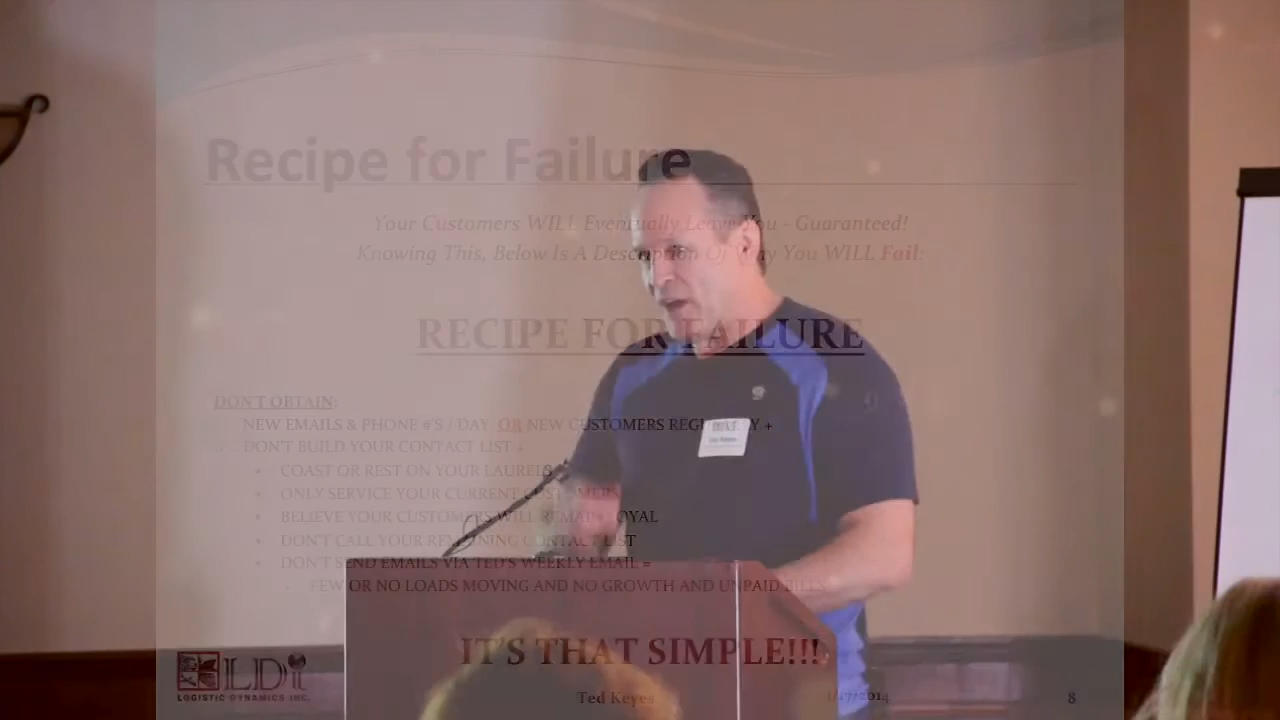 Recipe for Failure
Your Customers WILL Eventually Leave You - Guaranteed!
Knowing This, Below Is A Description Of Why You WILL Fail:
RECIPE FOR FAILURE
DON'T OBTAIN:
NEW EMAILS & PHONE #'S / DAY OR NEW CUSTOMERS +
DON'T BUILD YOUR CONTACT LIST +
• COAST OR REST ON YOUR LAURELS
• ONLY SERVICE YOUR CURRENT CUSTOMERS
• BELIEVE YOUR CUSTOMERS WILL REMAIN LOYAL
• DON'T CALL YOUR REMAINING CONTACT LIST
• DON'T SEND EMAILS VIA TED'S WEEKLY EMAIL =
• FEW OR NO LOADS MOVING AND NO GROWTH AND UNPAID BILLS
IT'S THAT SIMPLE!!!
LDi
LOGISTIC DYNAMICS INC.
Ted Keyes
1/17/2014
8